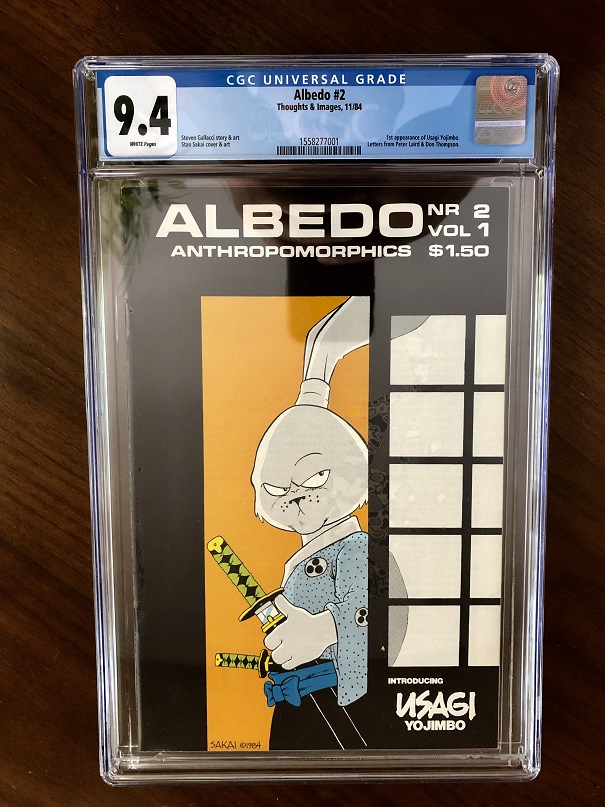 CGC UNIVERSAL GRADE
9.4
WHITE Pages
Albedo #2
Thoughts & Images, 11/84
Steven Gallacci story & art
Stan Sakai cover & art
1558277001
1st appearance of Usagi Yojimbo.
Letters from Peter Laird & Don Thompson.
ALBEDO NR 2
VOL 1
ANTHROPOMORPHICS $1.50
INTRODUCING
USAGI
YOJIMBO
SAKAI ©1984